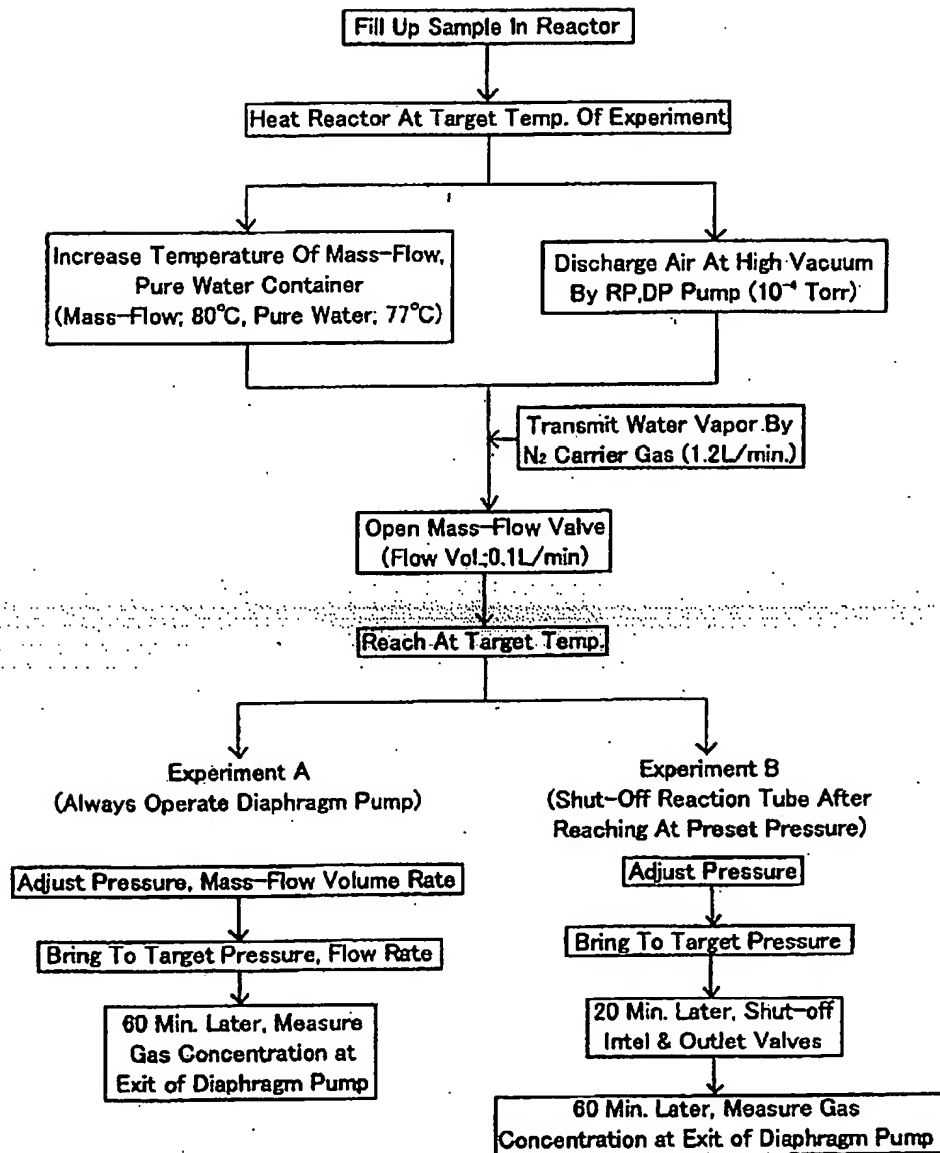 Fill Up Sample In Reactor
Heat Reactor At Target Temp. Of Experiment
Increase Temperature Of Mass-Flow,
Pure Water Container
(Mass-Flow; 80°C, Pure Water; 77°C)
Discharge Air At High Vacuum
By RP,DP Pump (10⁻⁴ Torr)
Transmit Water Vapor By
N₂ Carrier Gas (1.2L/min.)
Open Mass-Flow Valve
(Flow Vol.;0.1L/min)
Reach At Target Temp.
Experiment A
(Always Operate Diaphragm Pump)
Adjust Pressure, Mass-Flow Volume Rate
Bring To Target Pressure, Flow Rate
60 Min. Later, Measure
Gas Concentration at
Exit of Diaphragm Pump
Experiment B
(Shut-Off Reaction Tube After
Reaching At Preset Pressure)
Adjust Pressure
Bring To Target Pressure
20 Min. Later, Shut-off
Intel & Outlet Valves
60 Min. Later, Measure Gas
Concentration at Exit of Diaphragm Pump